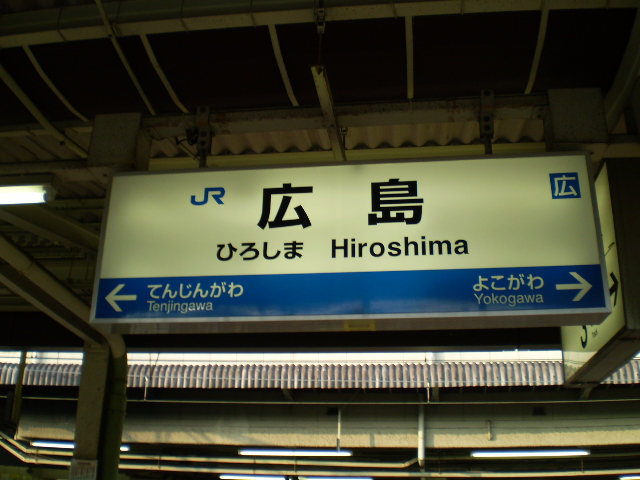 JR 広島 広
ひろしま Hiroshima
← てんじんがわ よこがわ →
Tenjingawa Yokogawa